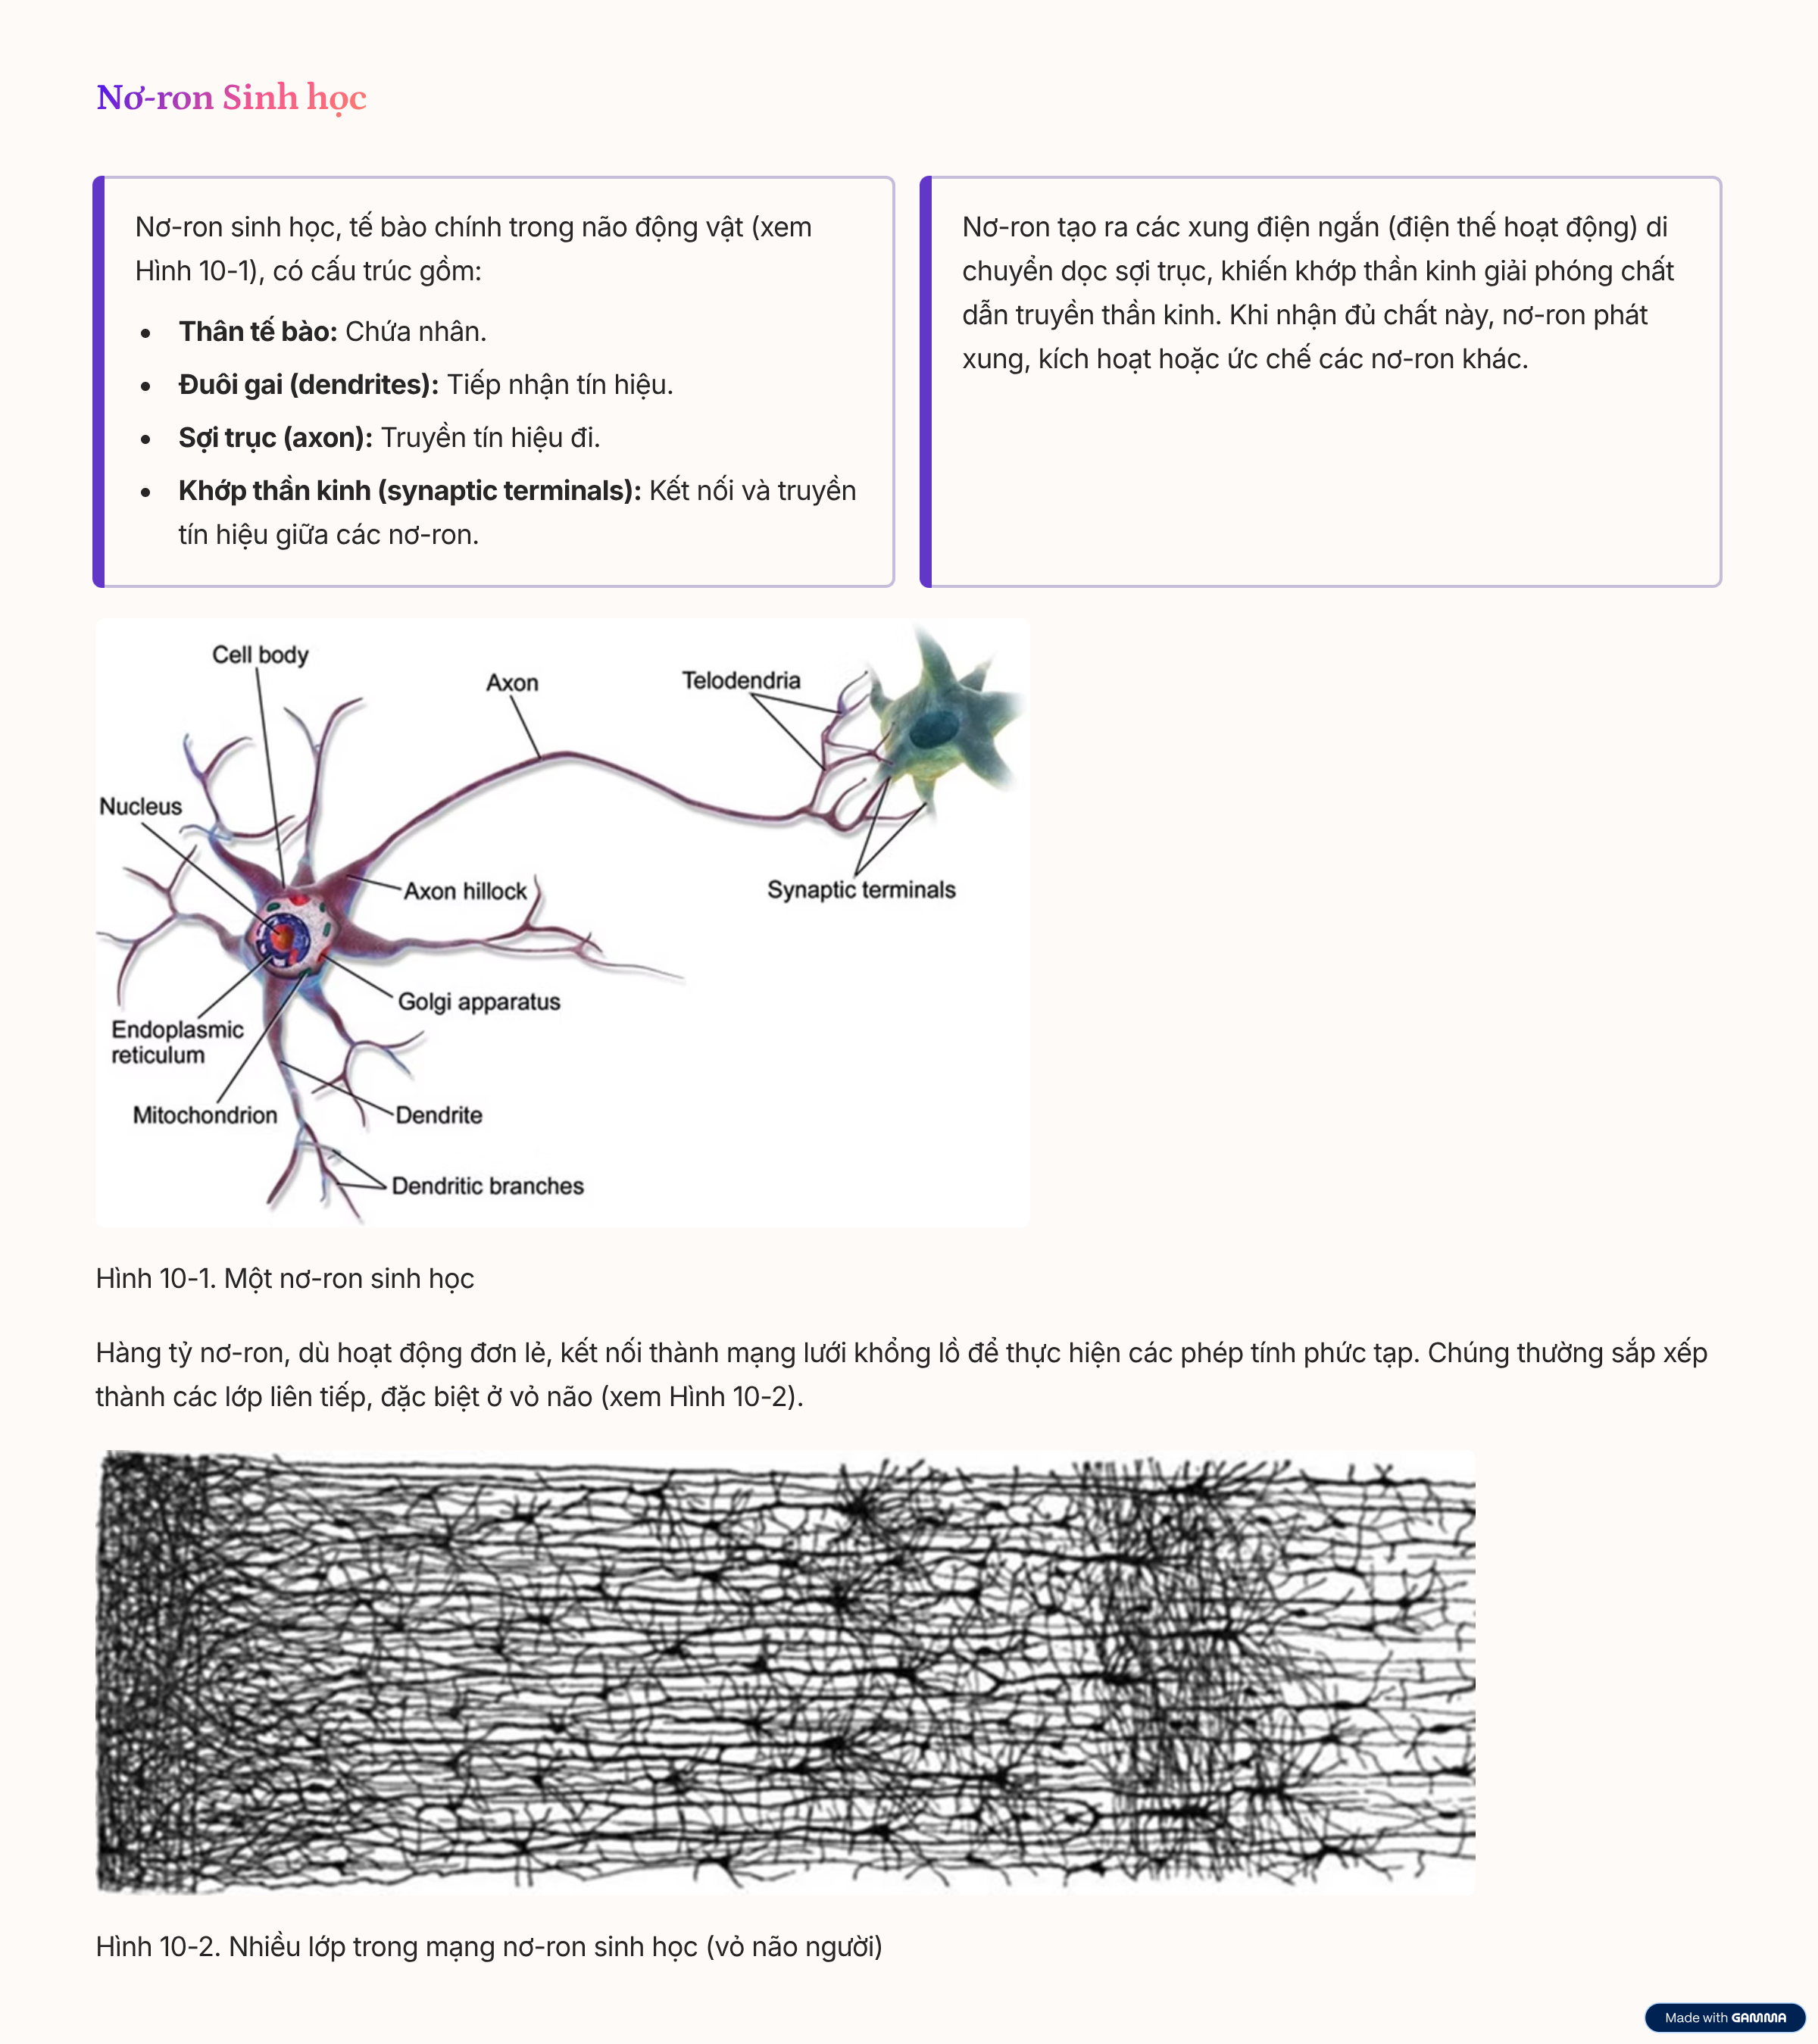 Nơ-ron Sinh học
Nơ-ron sinh học, tế bào chính trong não động vật (xem
Hình 10-1), có cấu trúc gồm:
• Thân tế bào: Chứa nhân.
• Đuôi gai (dendrites): Tiếp nhận tín hiệu.
• Sợi trục (axon): Truyền tín hiệu đi.
• Khớp thần kinh (synaptic terminals): Kết nối và truyền
tín hiệu giữa các nơ-ron.
Nơ-ron tạo ra các xung điện ngắn (điện thế hoạt động) di
chuyển dọc sợi trục, khiến khớp thần kinh giải phóng chất
dẫn truyền thần kinh. Khi nhận đủ chất này, nơ-ron phát
xung, kích hoạt hoặc ức chế các nơ-ron khác.
Cell body
Axon
Telodendria
Nucleus
Axon hillock
Synaptic terminals
Golgi apparatus
Endoplasmic
reticulum
Mitochondrion
Dendrite
Dendritic branches
Hình 10-1. Một nơ-ron sinh học
Hàng tỷ nơ-ron, dù hoạt động đơn lẻ, kết nối thành mạng lưới khổng lồ để thực hiện các phép tính phức tạp. Chúng thường sắp xếp
thành các lớp liên tiếp, đặc biệt ở vỏ não (xem Hình 10-2).
Hình 10-2. Nhiều lớp trong mạng nơ-ron sinh học (vỏ não người)
Made with GAMMA